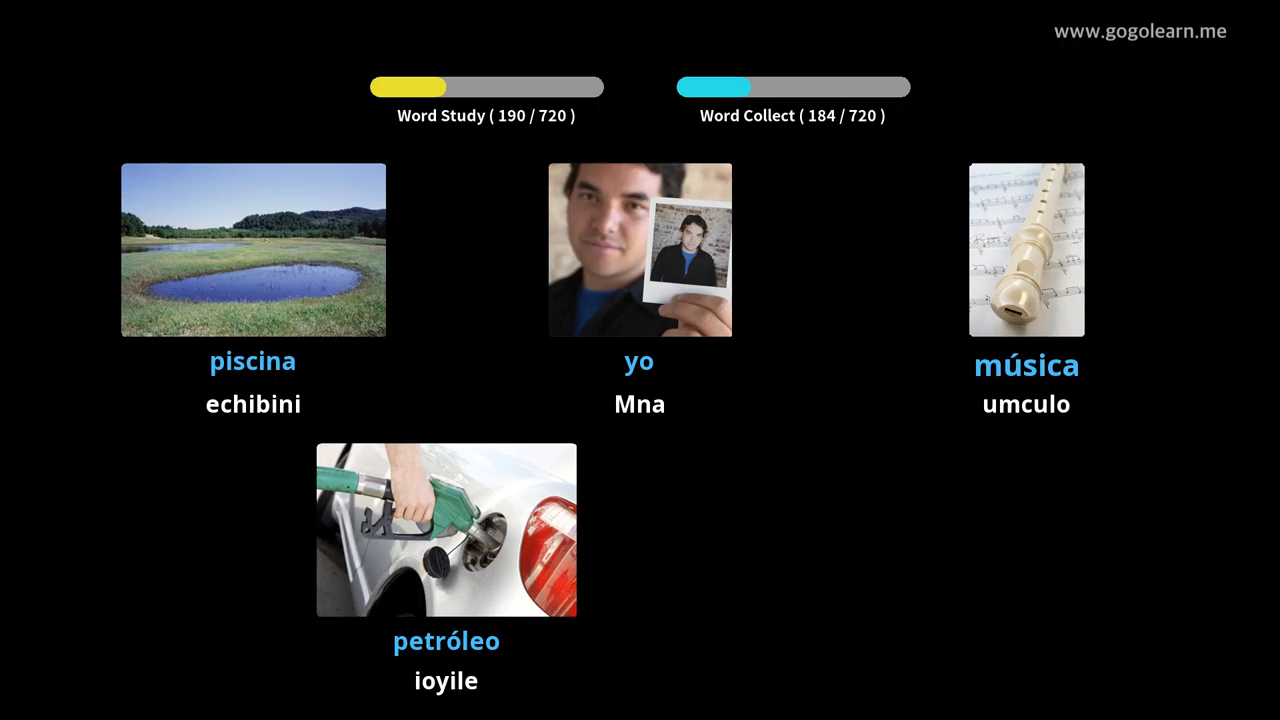 www.gogolearn.me
Word Study ( 190 / 720 )
Word Collect ( 184 / 720 )
piscina
echibini
yo
Mna
música
umculo
petróleo
ioyile